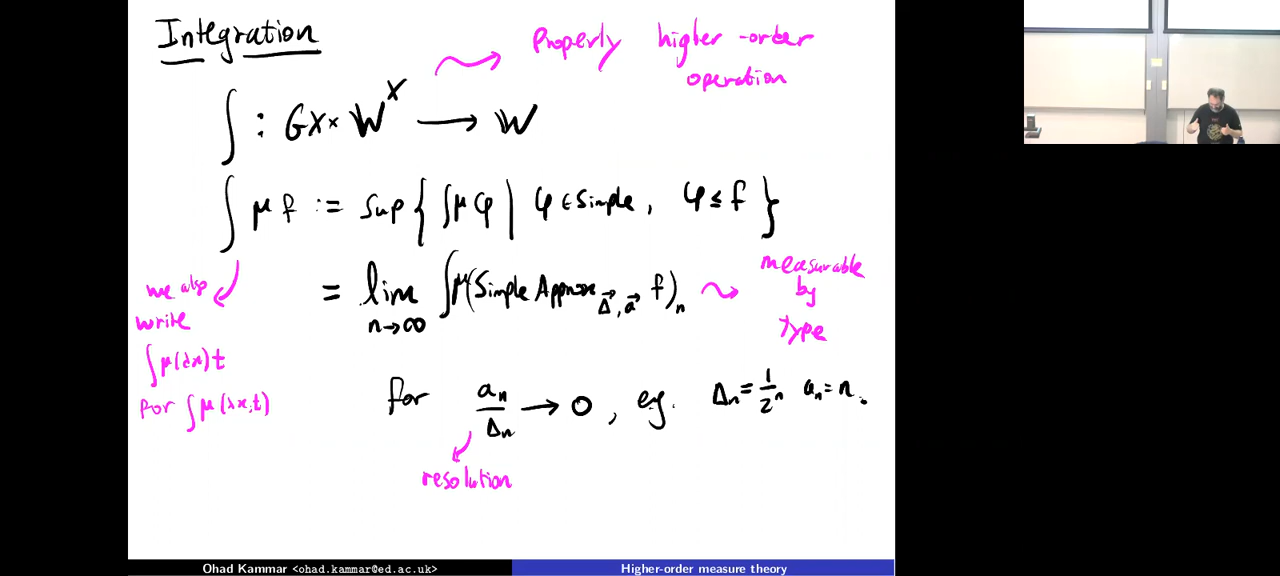 Integration
Properly higher-order
operation
∫ : GX × 𝕎^X ⟶ 𝕎
∫ μ f := sup { ∫μφ | φ ∈ Simple, φ ≤ f }
= lim_{n→∞} ∫μ(Simple Approx_{Δ⃗, a⃗} f)_n
measurable
by
type
we also
write
∫μ(dx)t
for ∫μ(λx.t)
for a_n/Δ_n ⟶ 0, eg. Δ_n = 1/2^n a_n = n.
resolution
Ohad Kammar <ohad.kammar@ed.ac.uk>
Higher-order measure theory